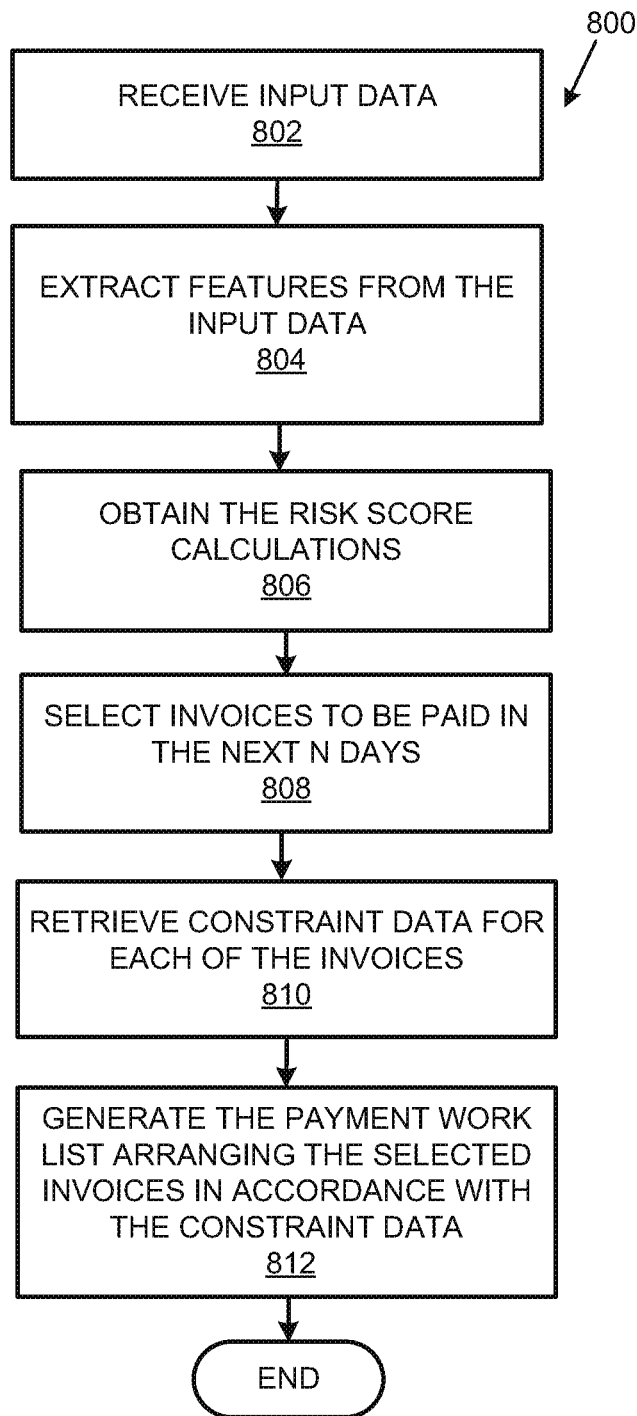 800
RECEIVE INPUT DATA
802
EXTRACT FEATURES FROM THE
INPUT DATA
804
OBTAIN THE RISK SCORE
CALCULATIONS
806
SELECT INVOICES TO BE PAID IN
THE NEXT N DAYS
808
RETRIEVE CONSTRAINT DATA FOR
EACH OF THE INVOICES
810
GENERATE THE PAYMENT WORK
LIST ARRANGING THE SELECTED
INVOICES IN ACCORDANCE WITH
THE CONSTRAINT DATA
812
END